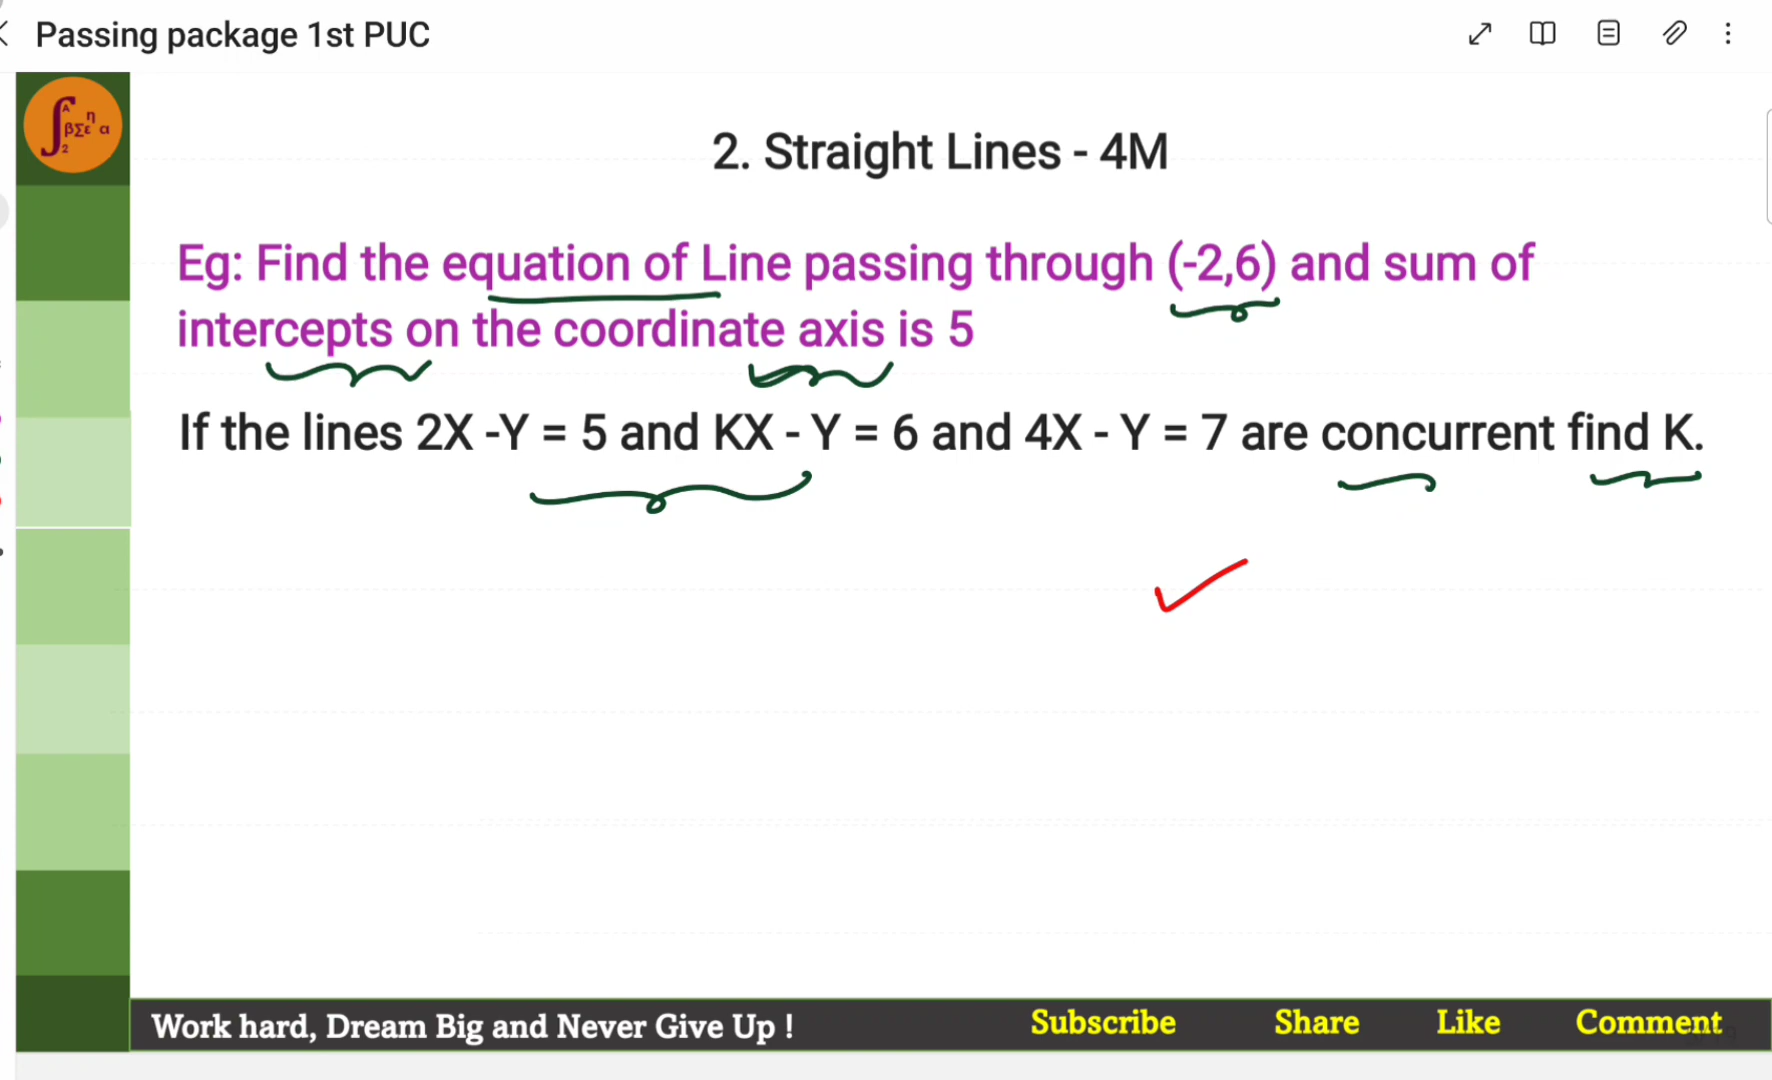 Passing package 1st PUC
A
η
βΣε α
2
2. Straight Lines - 4M
Eg: Find the equation of Line passing through (-2,6) and sum of
intercepts on the coordinate axis is 5
If the lines 2X -Y = 5 and KX - Y = 6 and 4X - Y = 7 are concurrent find K.
Work hard, Dream Big and Never Give Up ! Subscribe Share Like Comment